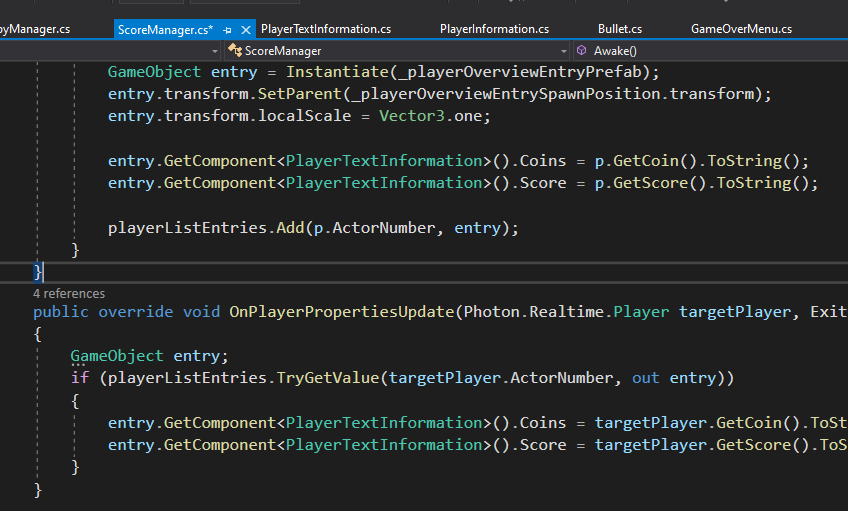 byManager.cs ScoreManager.cs* PlayerTextInformation.cs PlayerInformation.cs Bullet.cs GameOverMenu.cs
ScoreManager Awake()
GameObject entry = Instantiate(_playerOverviewEntryPrefab);
entry.transform.SetParent(_playerOverviewEntrySpawnPosition.transform);
entry.transform.localScale = Vector3.one;
entry.GetComponent<PlayerTextInformation>().Coins = p.GetCoin().ToString();
entry.GetComponent<PlayerTextInformation>().Score = p.GetScore().ToString();
playerListEntries.Add(p.ActorNumber, entry);
}
}
4 references
public override void OnPlayerPropertiesUpdate(Photon.Realtime.Player targetPlayer, Exit
{
GameObject entry;
if (playerListEntries.TryGetValue(targetPlayer.ActorNumber, out entry))
{
entry.GetComponent<PlayerTextInformation>().Coins = targetPlayer.GetCoin().ToSt
entry.GetComponent<PlayerTextInformation>().Score = targetPlayer.GetScore().ToS
}
}